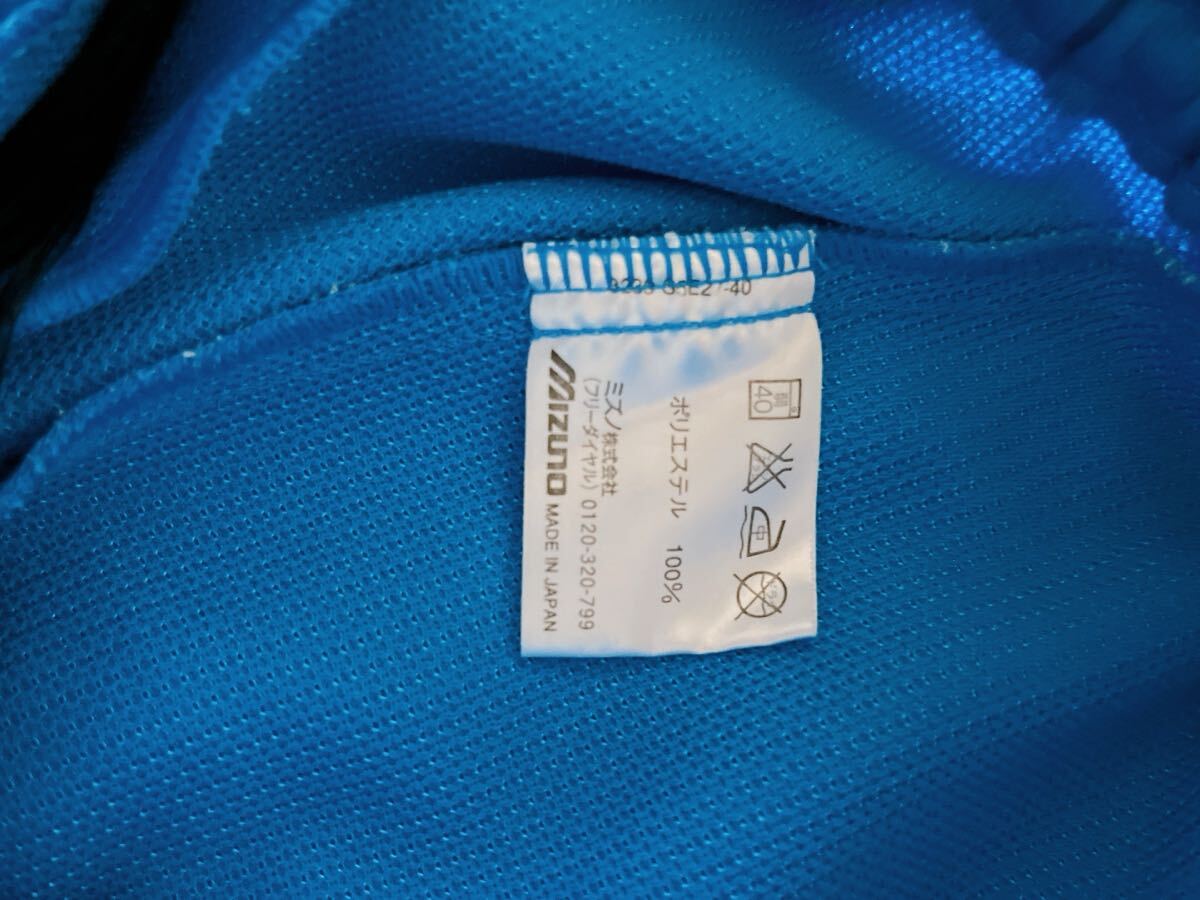 40
中
ポリエステル 100%
ミズノ株式会社
(フリーダイヤル) 0120-320-799
MIZUNO MADE IN JAPAN